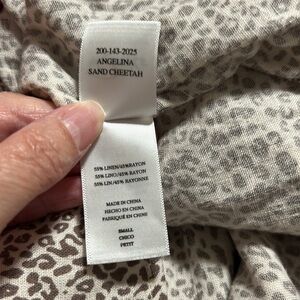 200-143-2025
ANGELINA
SAND CHEETAH
55% LINEN/45% RAYON
55% LINO/45% RAYON
55% LIN/45% RAYONNE
MADE IN CHINA
HECHO EN CHINA
FABRIQUÉ EN CHINE
SMALL
CHICO
PETIT